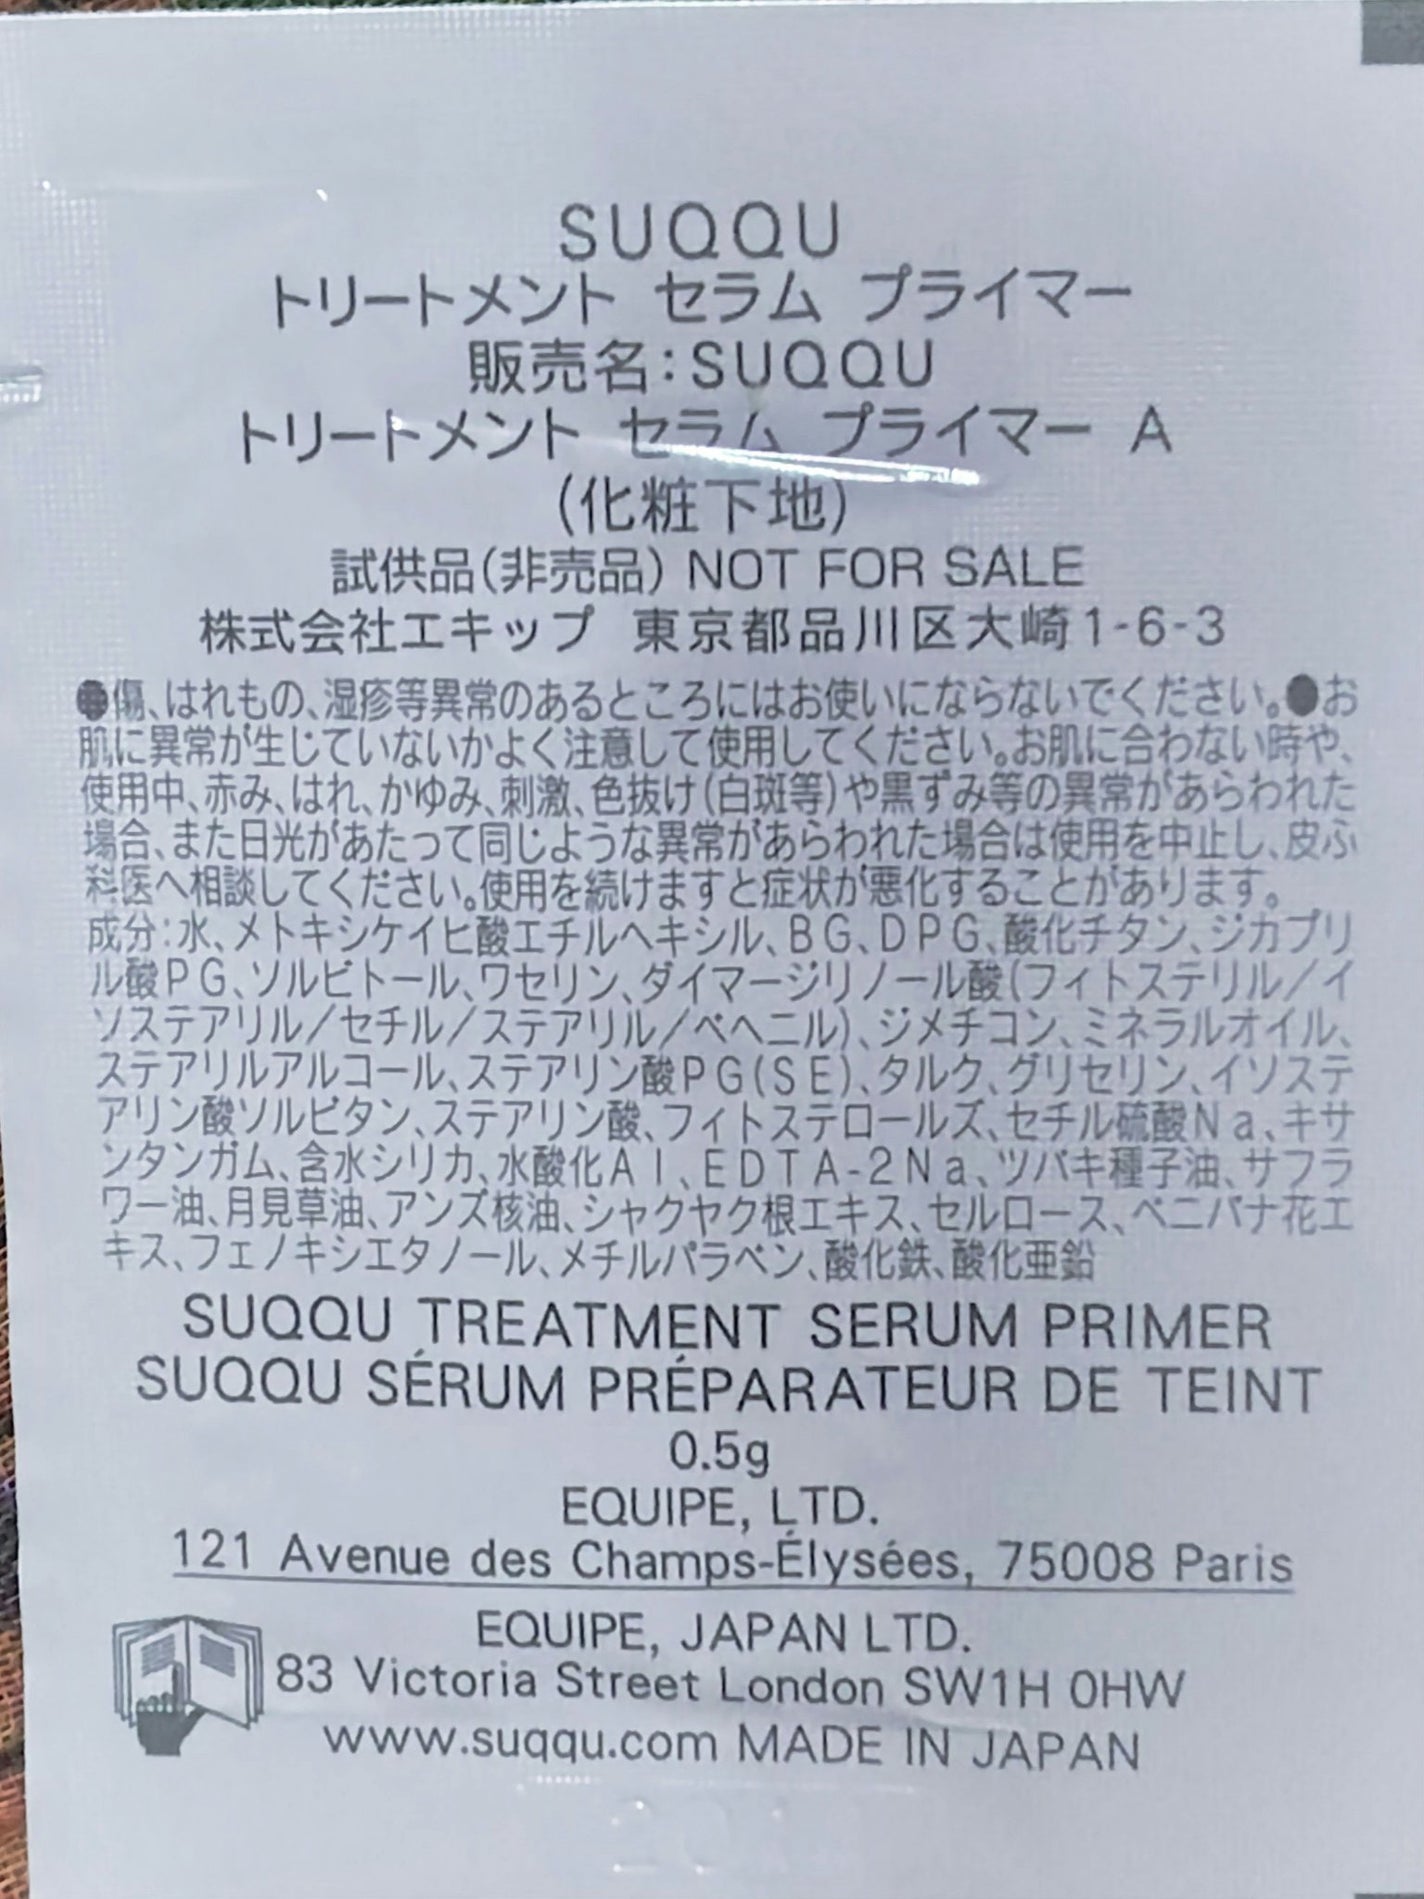 SUQQU
トリートメント セラム プライマー
販売名:SUQQU
トリートメント セラム プライマー A
(化粧下地)
試供品(非売品) NOT FOR SALE
株式会社エキップ 東京都品川区大崎1-6-3
●傷、はれもの、湿疹等異常のあるところにはお使いにならないでください。●お
肌に異常が生じていないかよく注意して使用してください。お肌に合わない時や、
使用中、赤み、はれ、かゆみ、刺激、色抜け(白斑等)や黒ずみ等の異常があらわれた
場合、また日光があたって同じような異常があらわれた場合は使用を中止し、皮ふ
科医へ相談してください。使用を続けますと症状が悪化することがあります。
成分:水、メトキシケイヒ酸エチルヘキシル、BG、DPG、酸化チタン、ジカプリ
ル酸PG、ソルビトール、ワセリン、ダイマージリノール酸(フィトステリル/イ
ソステアリル/セチル/ステアリル/ベヘニル)、ジメチコン、ミネラルオイル、
ステアリルアルコール、ステアリン酸PG(SE)、タルク、グリセリン、イソステ
アリン酸ソルビタン、ステアリン酸、フィトステロールズ、セチル硫酸Na、キサ
ンタンガム、含水シリカ、水酸化Al、EDTA-2Na、ツバキ種子油、サフラ
ワー油、月見草油、アンズ核油、シャクヤク根エキス、セルロース、ベニバナ花エ
キス、フェノキシエタノール、メチルパラベン、酸化鉄、酸化亜鉛
SUQQU TREATMENT SERUM PRIMER
SUQQU SÉRUM PRÉPARATEUR DE TEINT
0.5g
EQUIPE, LTD.
121 Avenue des Champs-Élysées, 75008 Paris
EQUIPE, JAPAN LTD.
83 Victoria Street London SW1H 0HW
www.suqqu.com MADE IN JAPAN